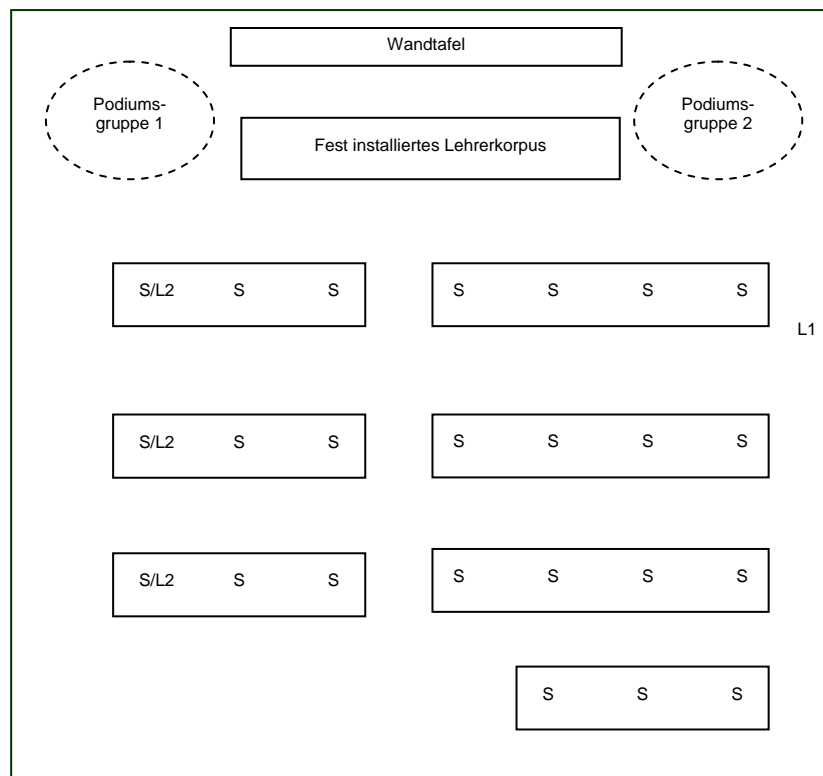 Wandtafel
Podiums-
gruppe 1
Podiums-
gruppe 2
Fest installiertes Lehrerkorpus
S/L2 S S
S S S S
L1
S/L2 S S
S S S S
S/L2 S S
S S S S
S S S